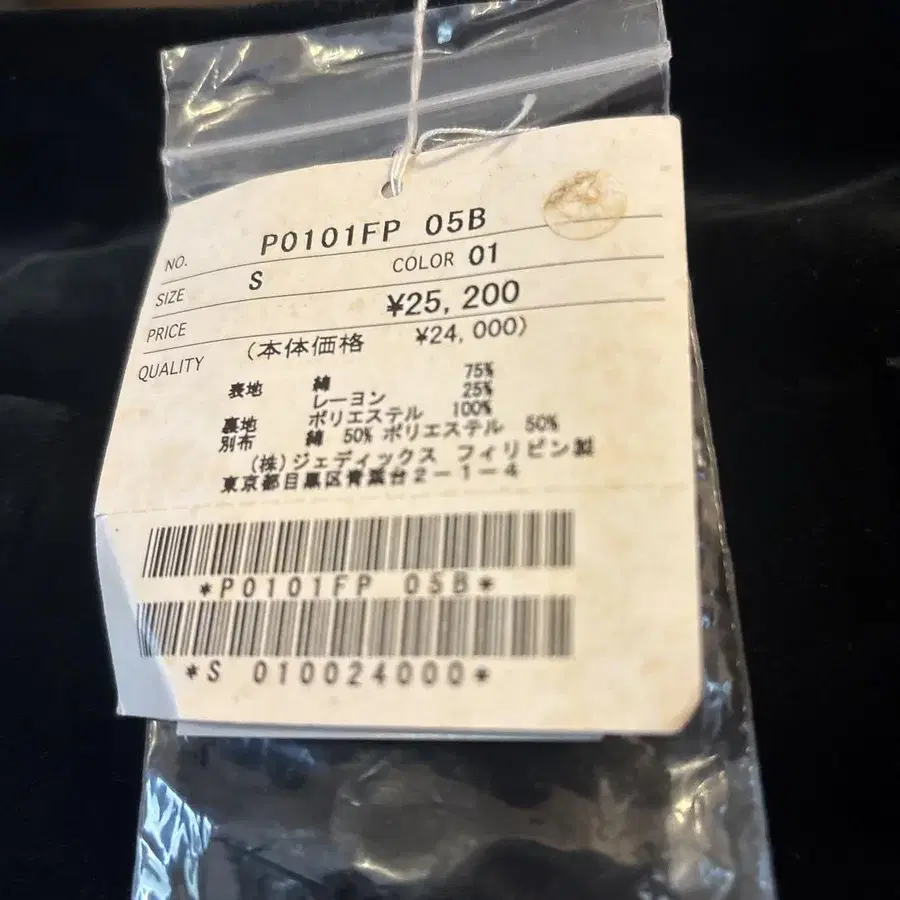 NO. P0101FP 05B
SIZE S COLOR 01
PRICE ¥25,200
(本体価格 ¥24,000)
QUALITY
表地 綿 75%
レーヨン 25%
裏地 ポリエステル 100%
別布 綿 50% ポリエステル 50%
(株)ジェディックス フィリピン製
東京都目黒区青葉台2-1-4
*P0101FP 05B*
*S 010024000*